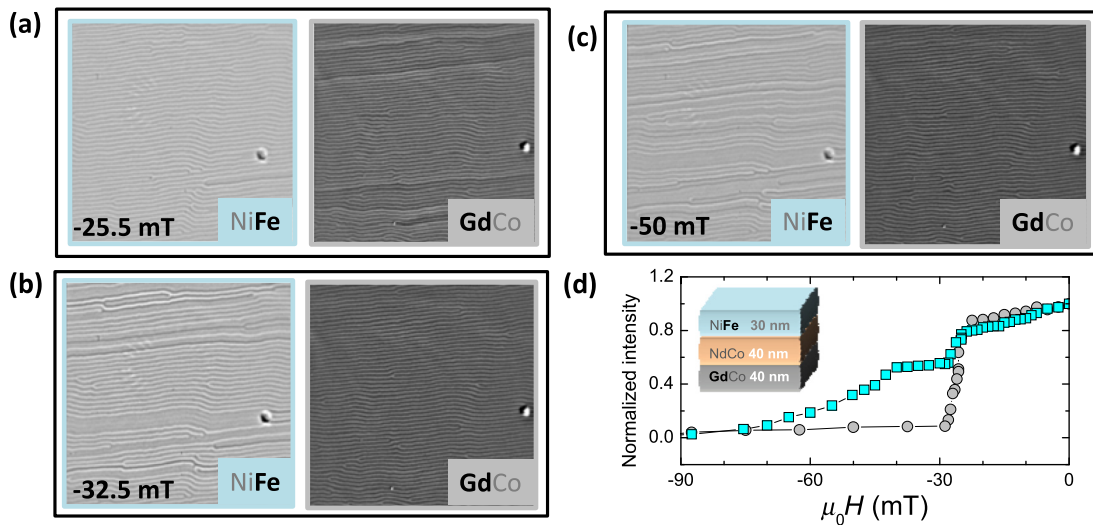 (a)
-25.5 mT
NiFe
GdCo
(b)
-32.5 mT
NiFe
GdCo
(c)
-50 mT
NiFe
GdCo
(d)
Normalized intensity
1.2
0.8
0.4
0.0
NiFe 30 nm
NdCo 40 nm
GdCo 40 nm
-90 -60 -30 0
μ₀H (mT)